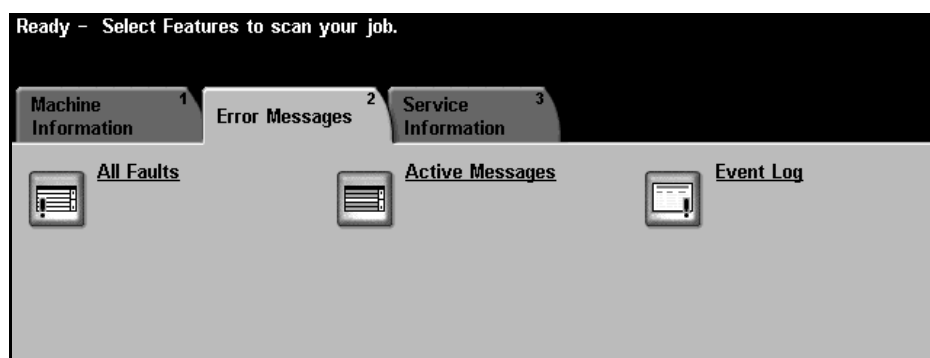 Ready - Select Features to scan your job.
Machine Information 1
Error Messages 2
Service Information 3
All Faults
Active Messages
Event Log